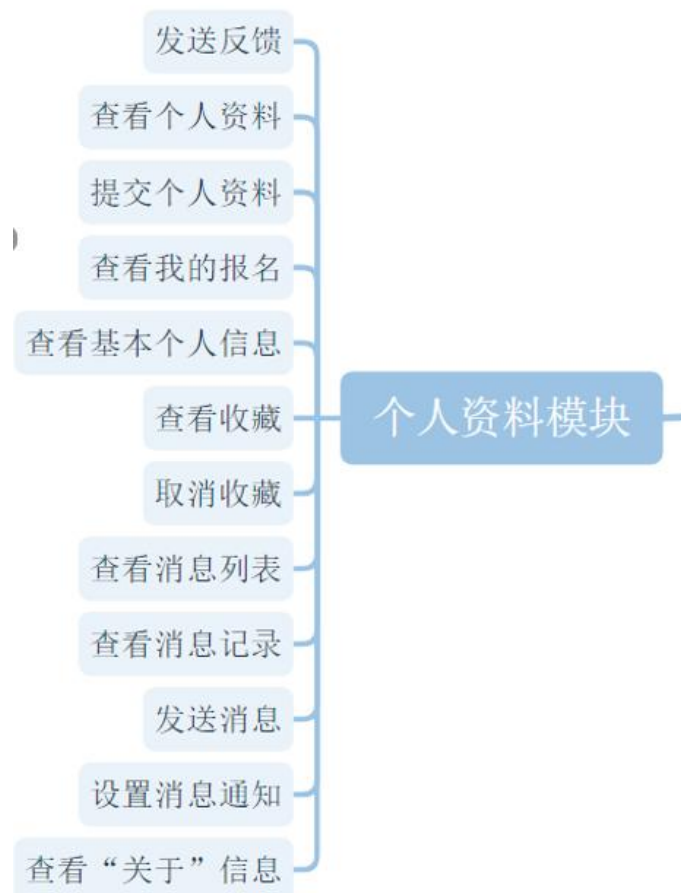 发送反馈
查看个人资料
提交个人资料
查看我的报名
查看基本个人信息
查看收藏
个人资料模块
取消收藏
查看消息列表
查看消息记录
发送消息
设置消息通知
查看“关于”信息